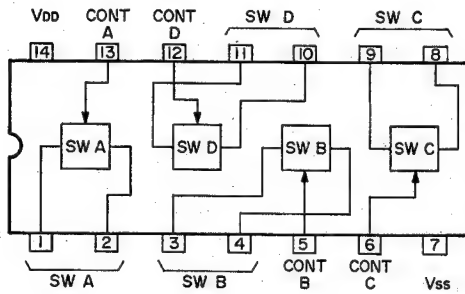 VDD CONT A CONT D SW D SW C
14 13 12 11 10 9 8
SW A SW D SW B SW C
1 2 3 4 5 6 7
SW A SW B CONT B CONT C VSS